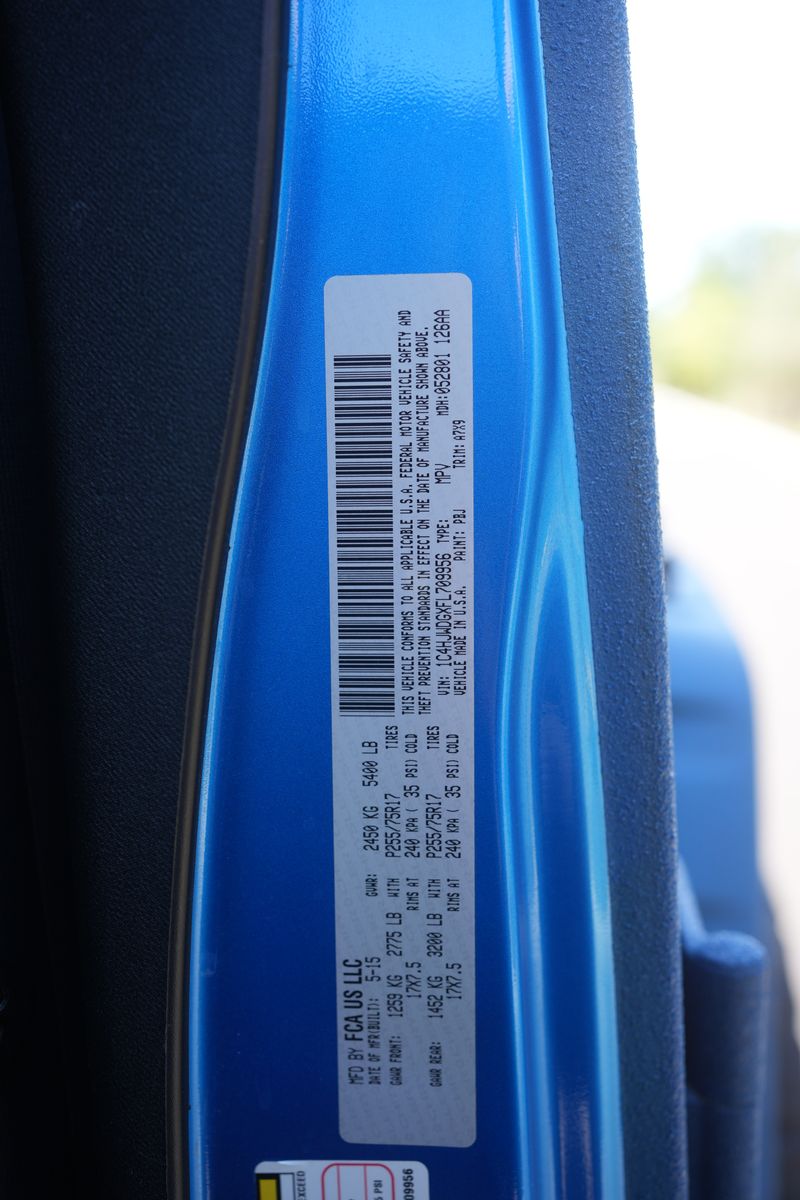 MFD BY FCA US LLC
DATE OF MFR(BUILT): 5-15 GVWR: 2450 KG 5400 LB
GAWR FRONT: 1259 KG 2775 LB WITH P255/75R17 TIRES
17X7.5 RIMS AT 240 KPA ( 35 PSI) COLD
GAWR REAR: 1452 KG 3200 LB WITH P255/75R17 TIRES
17X7.5 RIMS AT 240 KPA ( 35 PSI) COLD
THIS VEHICLE CONFORMS TO ALL APPLICABLE U.S.A. FEDERAL MOTOR VEHICLE SAFETY AND
THEFT PREVENTION STANDARDS IN EFFECT ON THE DATE OF MANUFACTURE SHOWN ABOVE.
VIN: 1C4HJWDGXFL709956 TYPE: MPV MDH:052801 126AA
VEHICLE MADE IN U.S.A. PAINT: PBJ TRIM: A7X9
EXCEED
PSI
09956